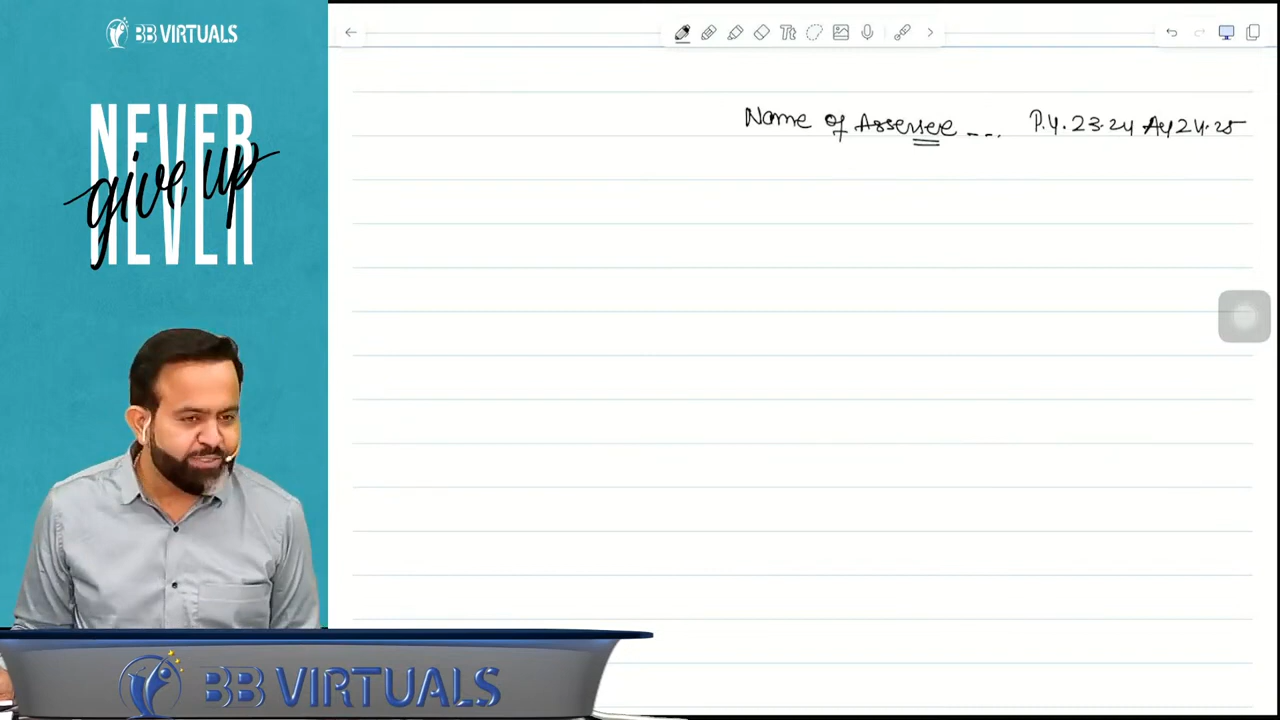 BB VIRTUALS
NEVER
give up
NEVER
Name of Assessee --- P.Y. 23.24 Ay 24.25
BB VIRTUALS